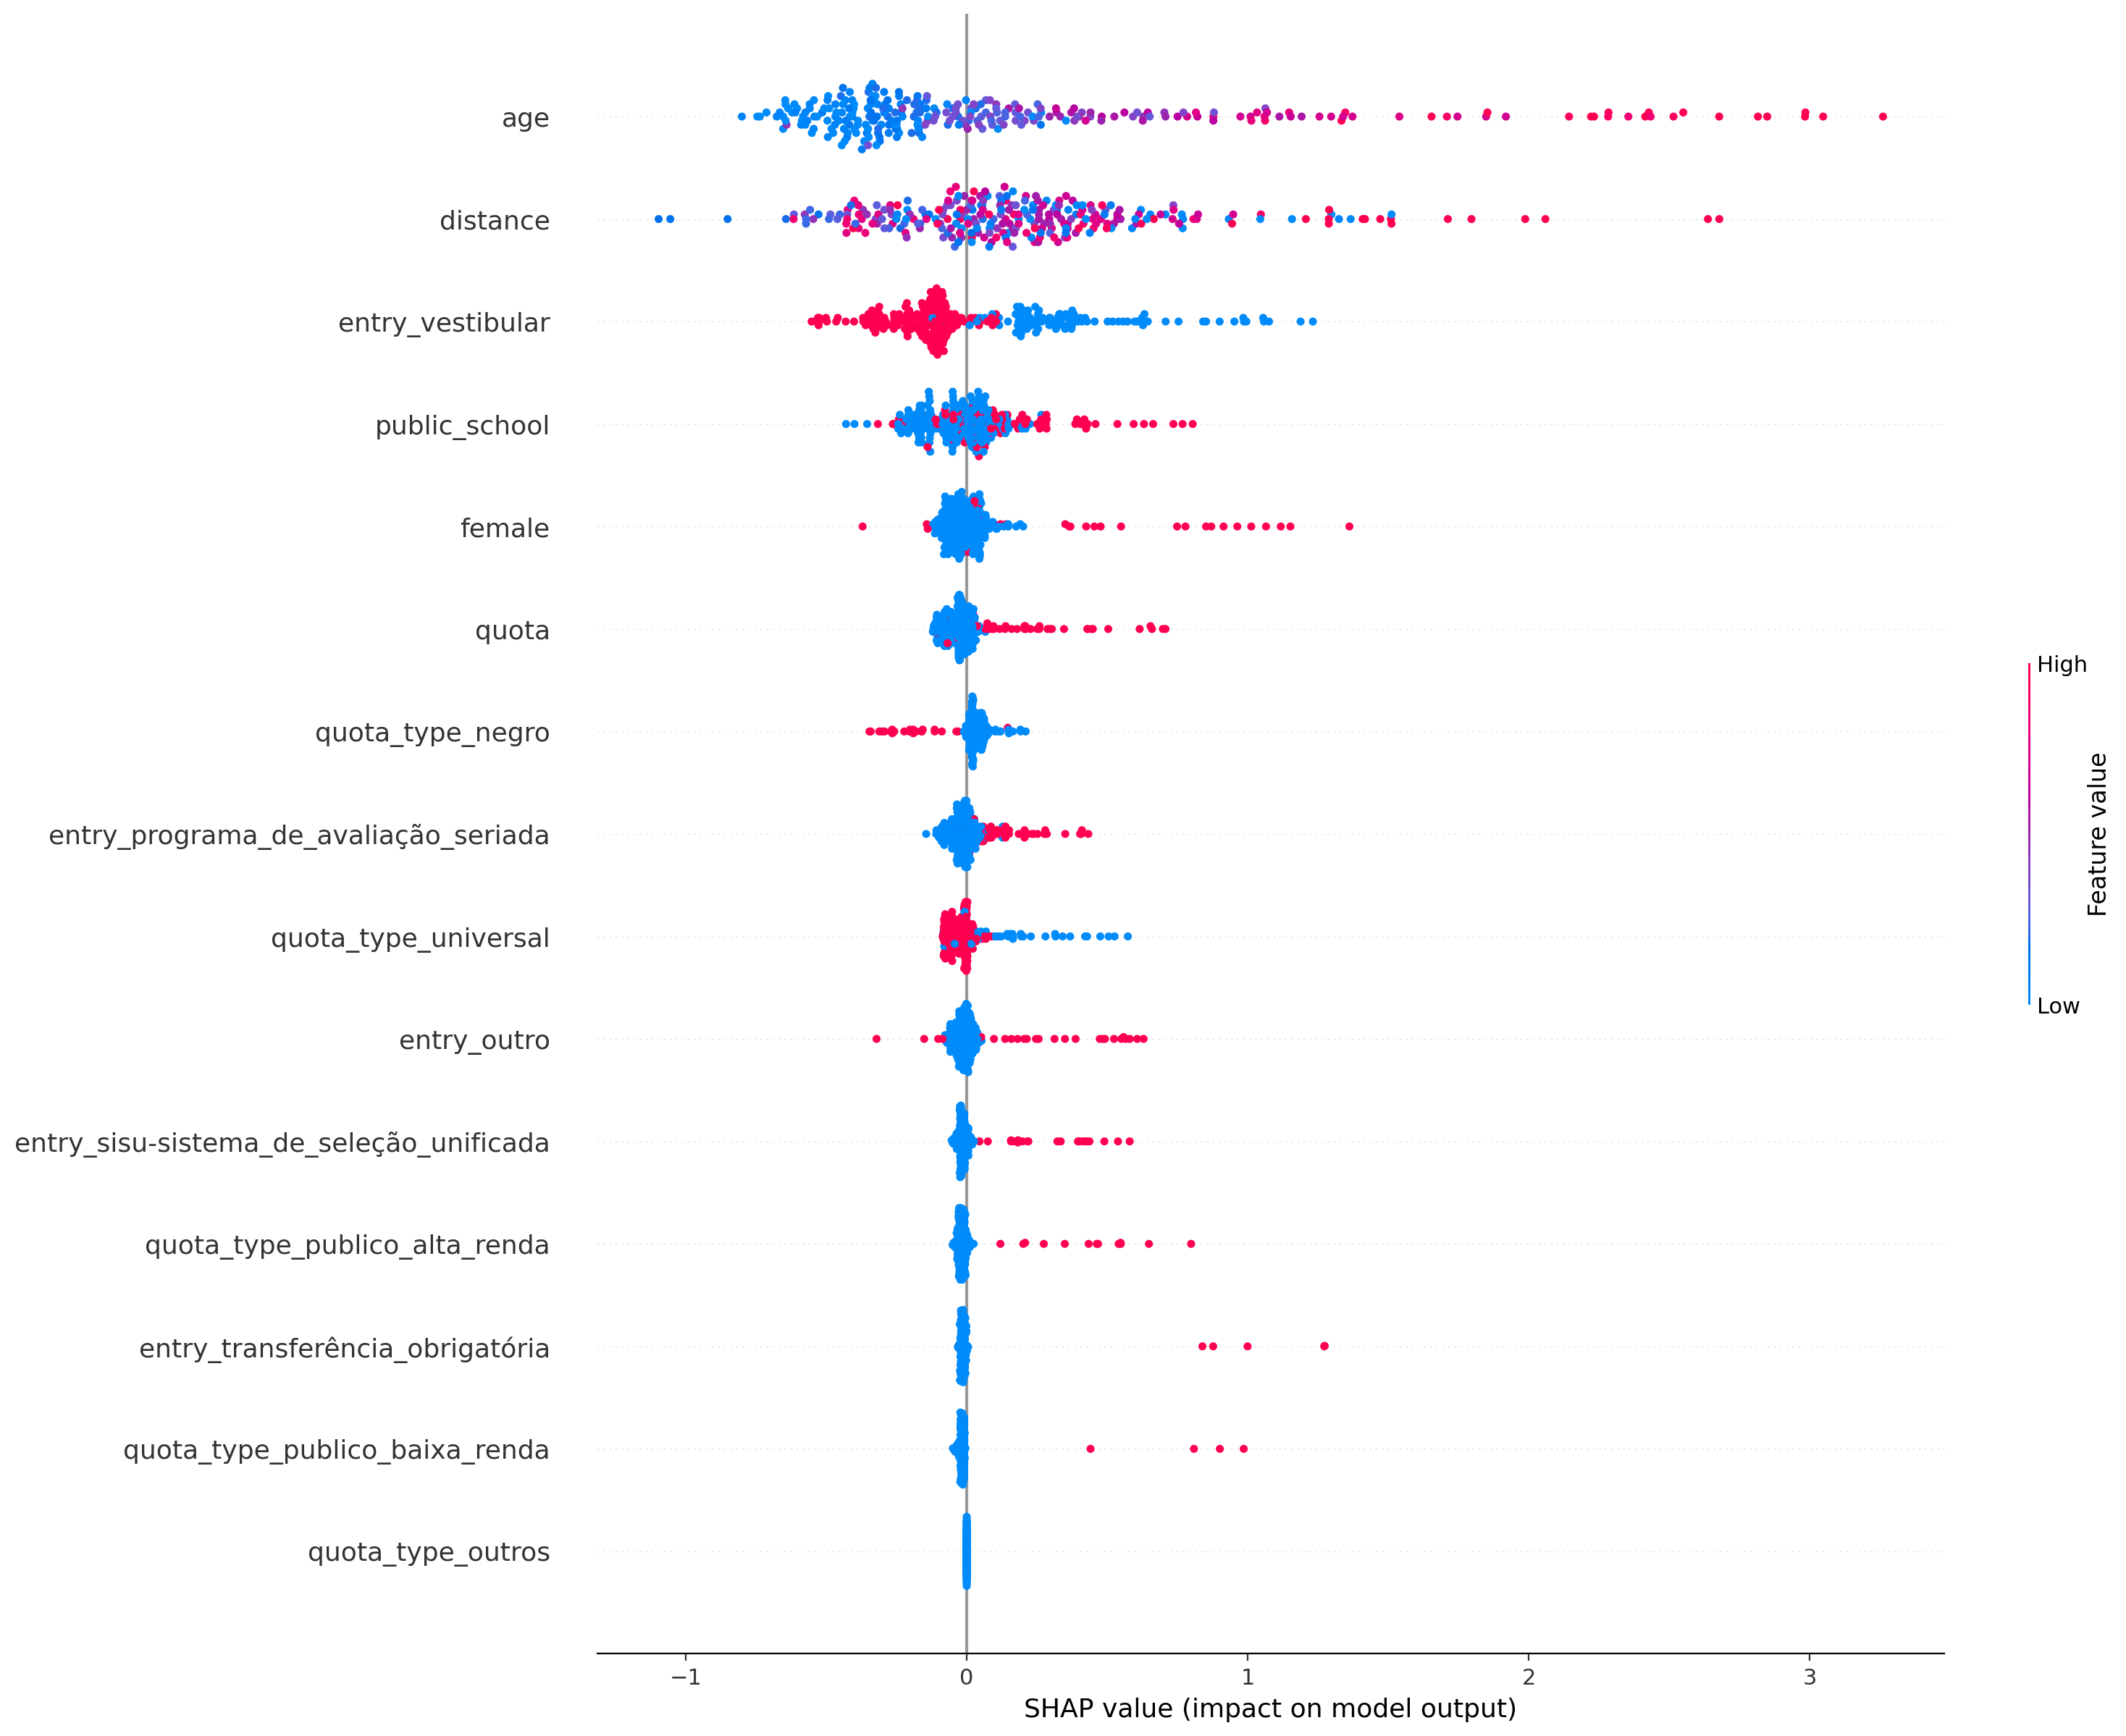 age
distance
entry_vestibular
public_school
female
quota
quota_type_negro
entry_programa_de_avaliação_seriada
quota_type_universal
entry_outro
entry_sisu-sistema_de_seleção_unificada
quota_type_publico_alta_renda
entry_transferência_obrigatória
quota_type_publico_baixa_renda
quota_type_outros
−1 0 1 2 3
SHAP value (impact on model output)
High
Feature value
Low